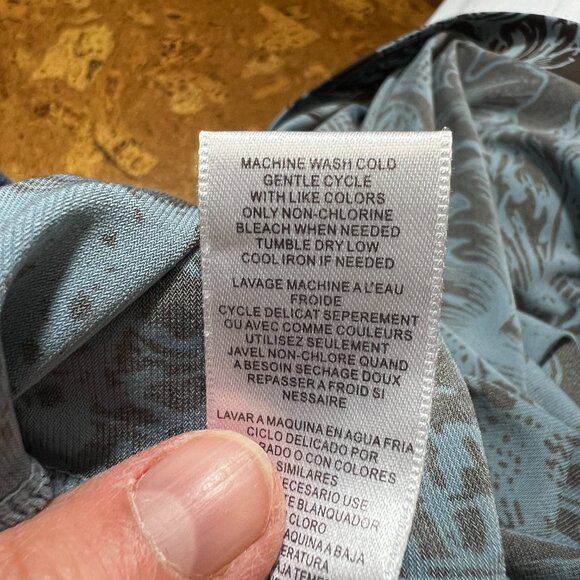 MACHINE WASH COLD
GENTLE CYCLE
WITH LIKE COLORS
ONLY NON-CHLORINE
BLEACH WHEN NEEDED
TUMBLE DRY LOW
COOL IRON IF NEEDED
LAVAGE MACHINE A L'EAU
FROIDE
CYCLE DELICAT SEPEREMENT
OU AVEC COMME COULEURS
UTILISEZ SEULEMENT
JAVEL NON-CHLORE QUAND
A BESOIN SECHAGE DOUX
REPASSER A FROID SI
NESSAIRE
LAVAR A MAQUINA EN AGUA FRIA
CICLO DELICADO POR
O CON COLORES
SIMILARES
USE
BLANQUADOR
CLORO
A BAJA